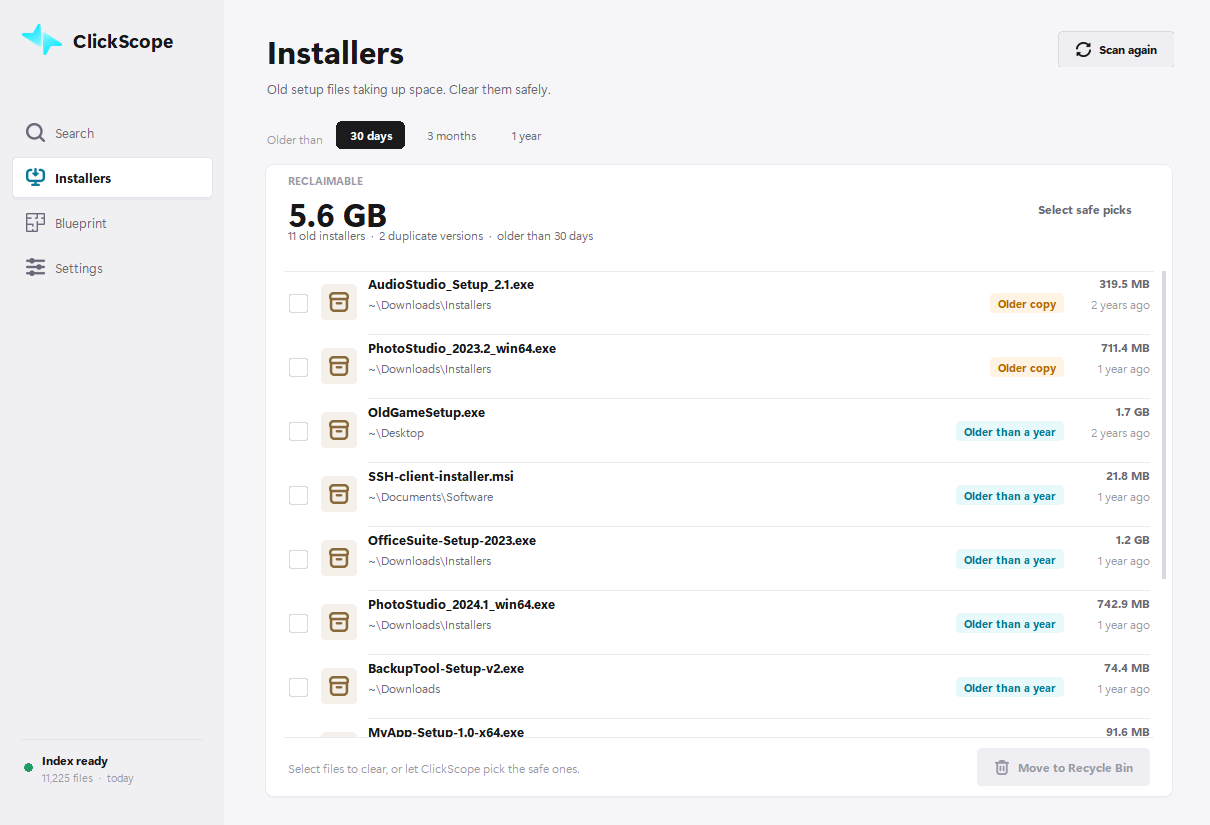 ClickScope
Search
Installers
Blueprint
Settings
Index ready
11,225 files · today
Installers
Old setup files taking up space. Clear them safely.
Scan again
Older than 30 days 3 months 1 year
RECLAIMABLE
5.6 GB
11 old installers · 2 duplicate versions · older than 30 days
Select safe picks
AudioStudio_Setup_2.1.exe 319.5 MB
~\Downloads\Installers Older copy 2 years ago
PhotoStudio_2023.2_win64.exe 711.4 MB
~\Downloads\Installers Older copy 1 year ago
OldGameSetup.exe 1.7 GB
~\Desktop Older than a year 2 years ago
SSH-client-installer.msi 21.8 MB
~\Documents\Software Older than a year 1 year ago
OfficeSuite-Setup-2023.exe 1.2 GB
~\Downloads\Installers Older than a year 1 year ago
PhotoStudio_2024.1_win64.exe 742.9 MB
~\Downloads\Installers Older than a year 1 year ago
BackupTool-Setup-v2.exe 74.4 MB
~\Downloads Older than a year 1 year ago
MyApp-Setup-1.0-x64.exe 91.6 MB
Select files to clear, or let ClickScope pick the safe ones.
Move to Recycle Bin